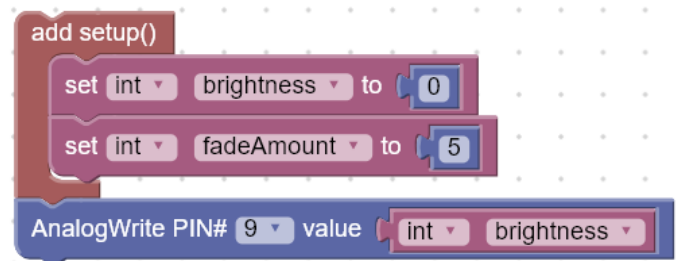 add setup()
set int brightness to 0
set int fadeAmount to 5
AnalogWrite PIN# 9 value int brightness